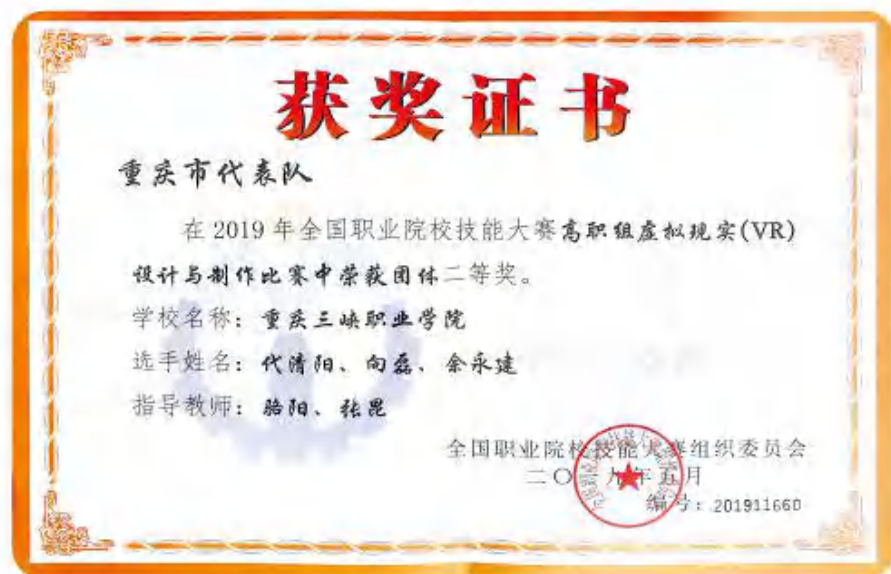 获奖证书
重庆市代表队
在 2019 年全国职业院校技能大赛高职组虚拟现实(VR)
设计与制作比赛中荣获团体二等奖。
学校名称：重庆三峡职业学院
选手姓名：代清阳、向磊、余永建
指导教师：骆阳、张昆
全国职业院校技能大赛组织委员会
二〇一九年五月
编号：201911660